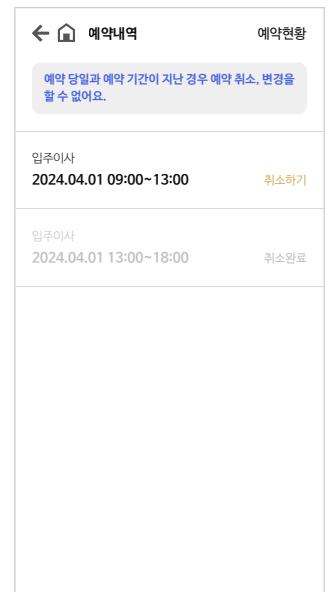 예약내역
예약현황
예약 당일과 예약 기간이 지난 경우 예약 취소, 변경을
할 수 없어요.
입주이사
2024.04.01 09:00~13:00
취소하기
입주이사
2024.04.01 13:00~18:00
취소완료